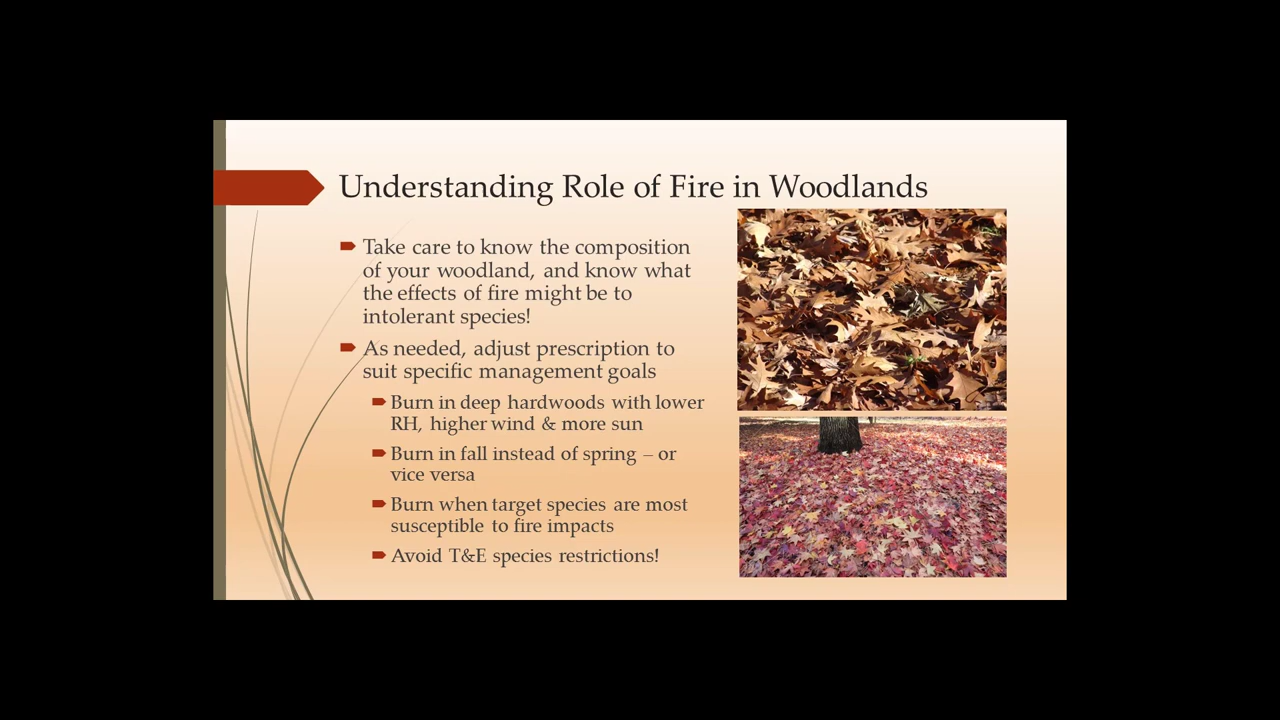 Understanding Role of Fire in Woodlands
Take care to know the composition
of your woodland, and know what
the effects of fire might be to
intolerant species!
As needed, adjust prescription to
suit specific management goals
Burn in deep hardwoods with lower
RH, higher wind & more sun
Burn in fall instead of spring – or
vice versa
Burn when target species are most
susceptible to fire impacts
Avoid T&E species restrictions!